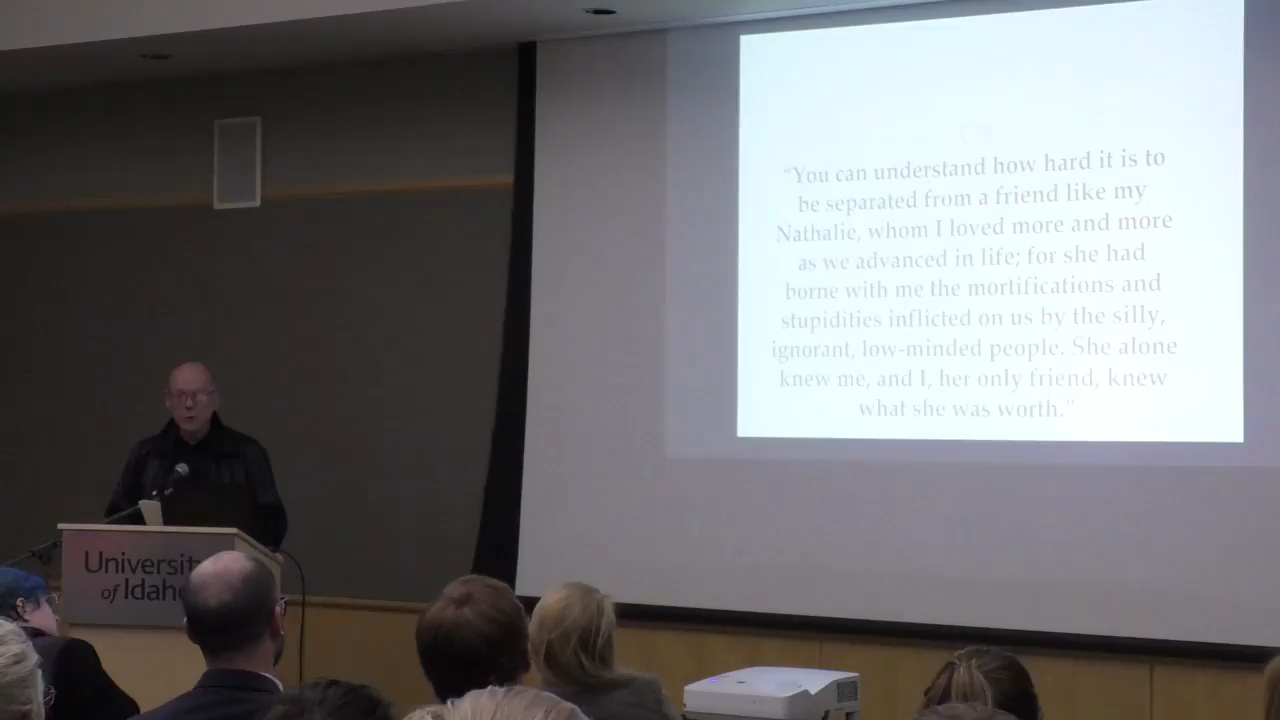 “You can understand how hard it is to
be separated from a friend like my
Nathalie, whom I loved more and more
as we advanced in life; for she had
borne with me the mortifications and
stupidities inflicted on us by the silly,
ignorant, low-minded people. She alone
knew me, and I, her only friend, knew
what she was worth.”
Universit
of Idaho